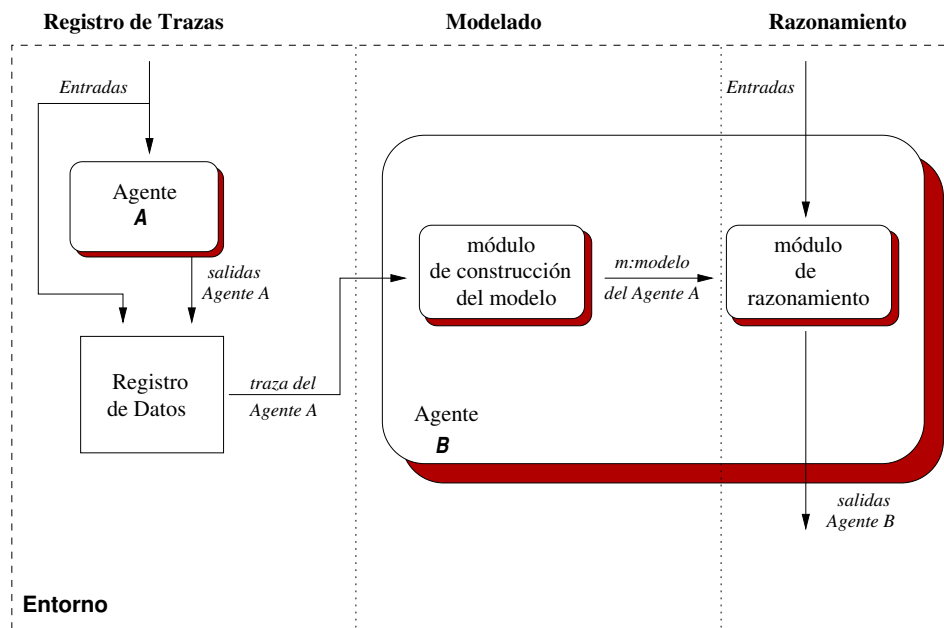 Registro de Trazas
Modelado
Razonamiento
Entradas
Entradas
Agente
A
salidas
Agente A
módulo
de construcción
del modelo
m:modelo
del Agente A
módulo
de
razonamiento
Registro
de Datos
traza del
Agente A
Agente
B
salidas
Agente B
Entorno